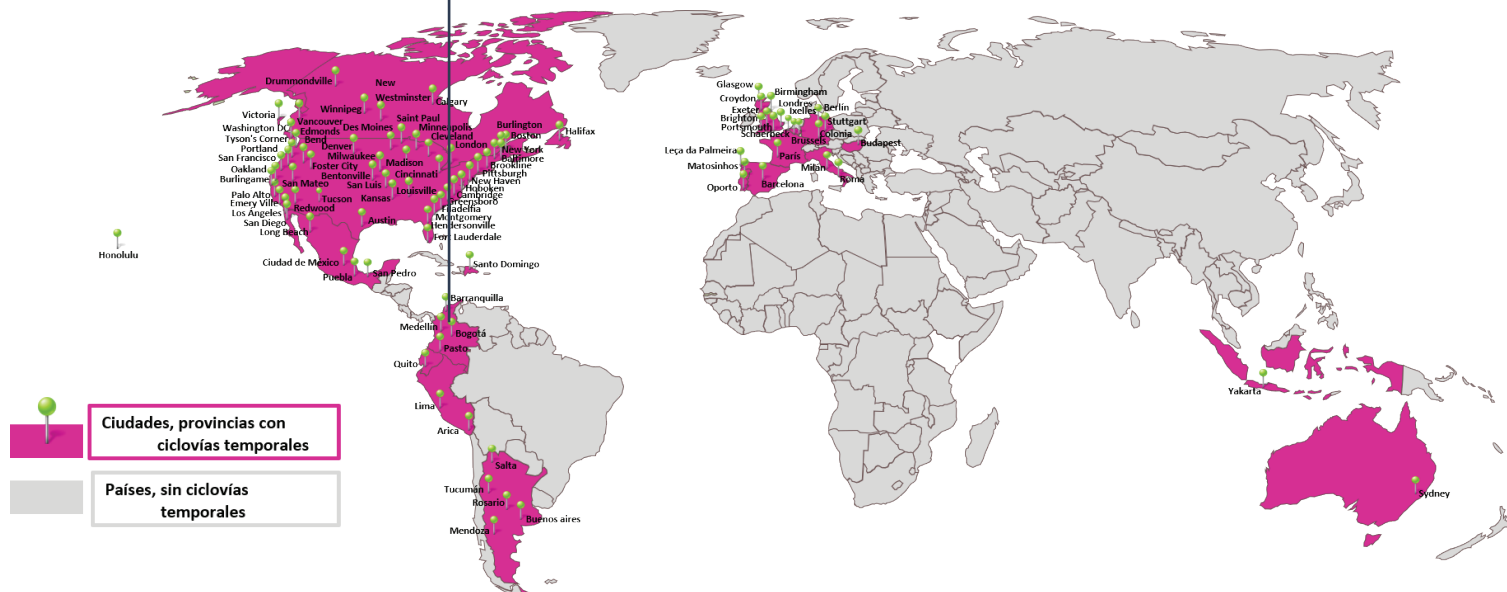 Drummondville
New
Westminster
Calgary
Winnipeg
Victoria
Vancouver
Saint Paul
Halifax
Washington DC
Edmonds
Des Moines
Minneapolis
Burlington
Boston
Tyson's Corner
Bend
Cleveland
London
New York
Portland
Denver
Baltimore
San Francisco
Milwaukee
Madison
Brookline
Oakland
Foster City
Cincinnati
Pittsburgh
Burlingame
Bentonville
New Haven
San Mateo
San Luis
Louisville
Hoboken
Palo Alto
Tucson
Kansas
Cambridge
Emery Ville
Greensboro
Redwood
Filadelfia
Los Angeles
Austin
Montgomery
San Diego
Hendersonville
Long Beach
Fort Lauderdale
Honolulu
Ciudad de México
Santo Domingo
Puebla
San Pedro
Barranquilla
Medellín
Bogotá
Pasto
Quito
Lima
Arica
Salta
Tucumán
Rosario
Buenos aires
Mendoza
Glasgow
Birmingham
Croydon
Londres
Berlín
Exeter
Ixelles
Brighton
Stuttgart
Portsmouth
Colonia
Schaerbeek
Brussels
Budapest
Leça da Palmeira
París
Matosinhos
Milan
Roma
Oporto
Barcelona
Yakarta
Sydney
Ciudades, provincias con
ciclovías temporales
Países, sin ciclovías
temporales